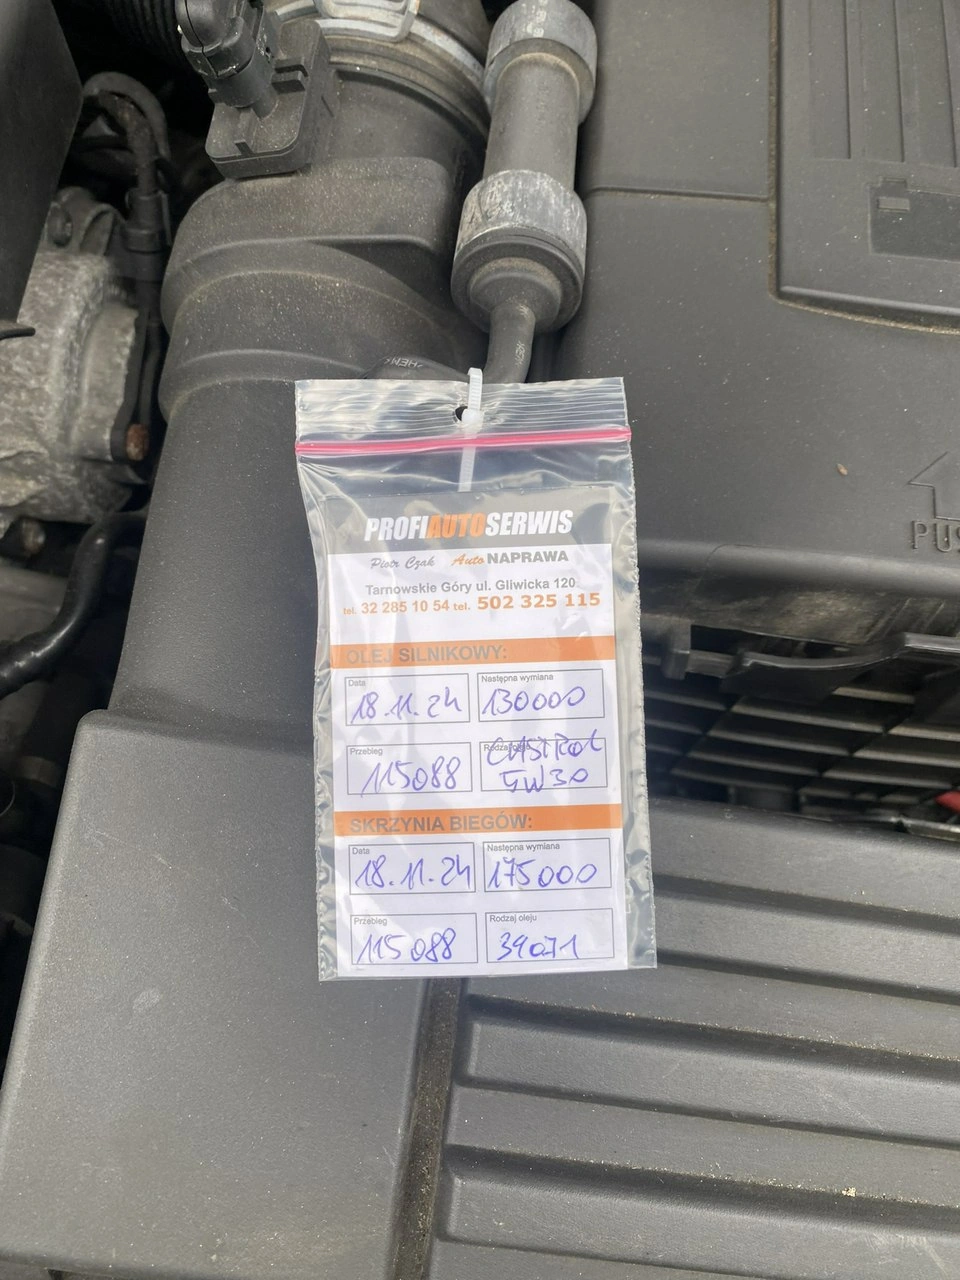 PROFIAUTOSERWIS
Piotr Czak Auto NAPRAWA
Tarnowskie Góry ul. Gliwicka 120
tel. 32 285 10 54 tel. 502 325 115
OLEJ SILNIKOWY:
Data Następna wymiana
18.11.24 130000
Przebieg Rodzaj oleju
115088 CASTROL
5W30
SKRZYNIA BIEGÓW:
Data Następna wymiana
18.11.24 175000
Przebieg Rodzaj oleju
115088 39071